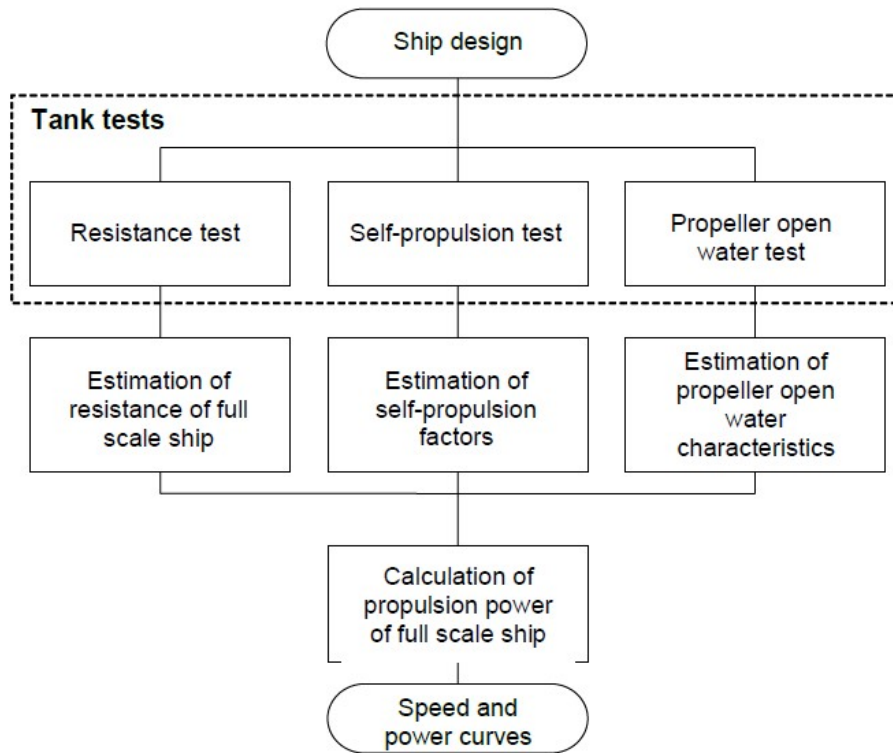 Ship design
Tank tests
Resistance test
Self-propulsion test
Propeller open
water test
Estimation of
resistance of full
scale ship
Estimation of
self-propulsion
factors
Estimation of
propeller open
water
characteristics
Calculation of
propulsion power
of full scale ship
Speed and
power curves